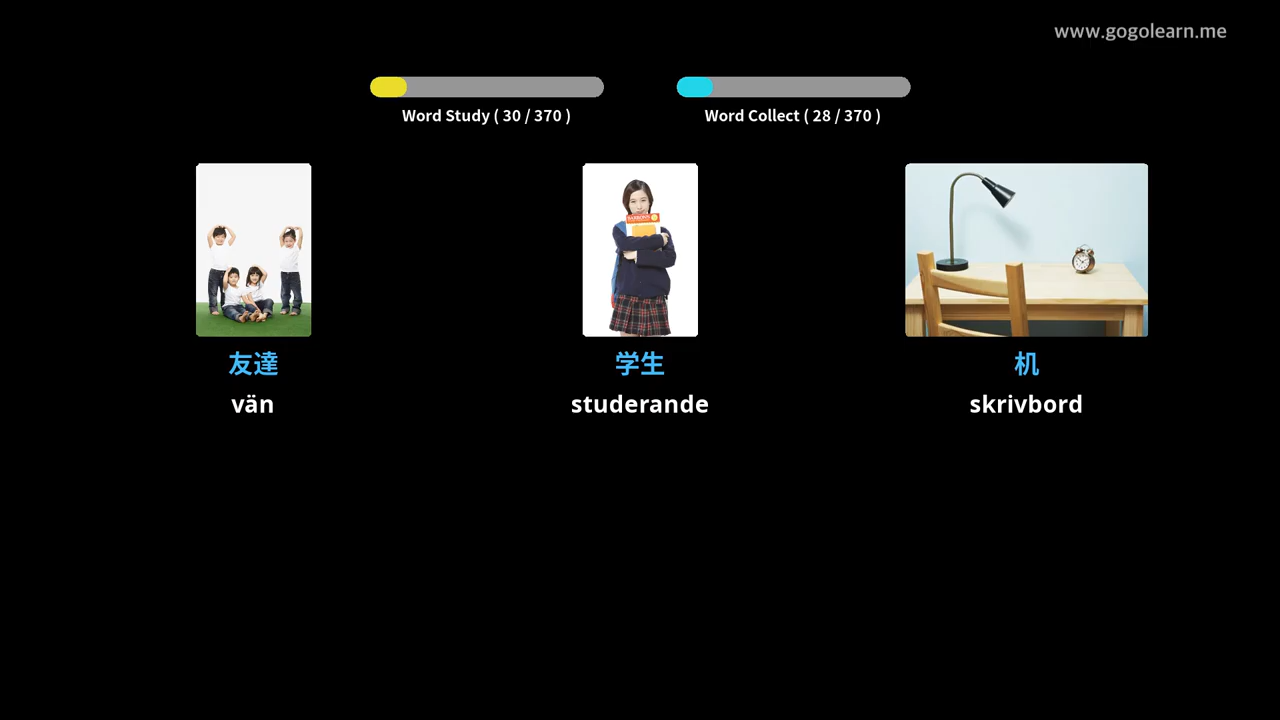 www.gogolearn.me
Word Study ( 30 / 370 )
Word Collect ( 28 / 370 )
友達
vän
学生
studerande
机
skrivbord